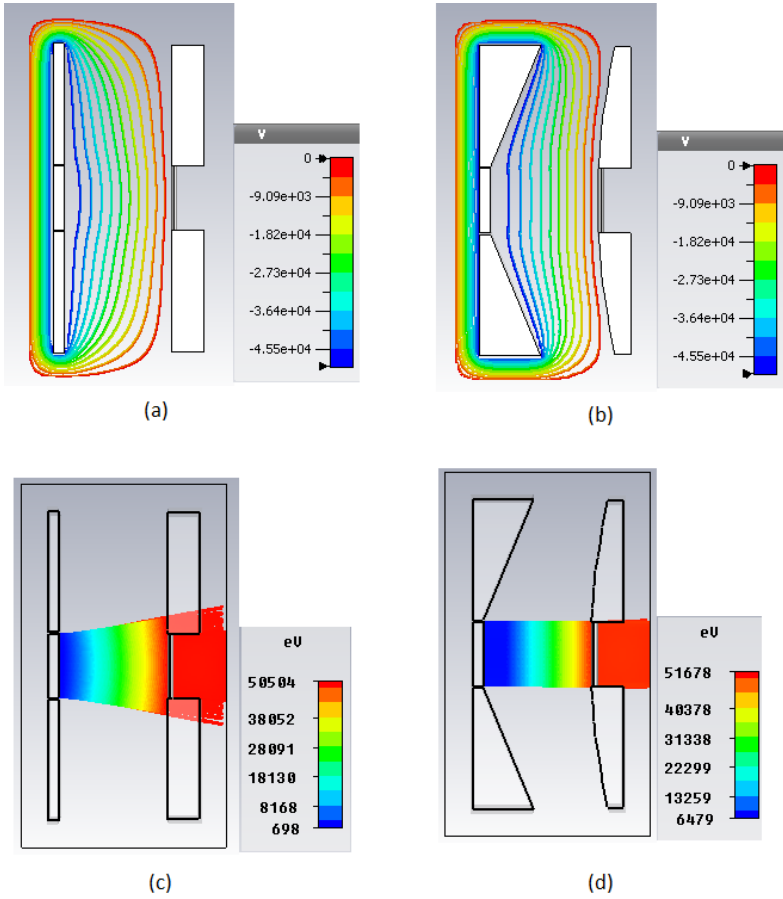 V
0
-9.09e+03
-1.82e+04
-2.73e+04
-3.64e+04
-4.55e+04
(a)
V
0
-9.09e+03
-1.82e+04
-2.73e+04
-3.64e+04
-4.55e+04
(b)
eV
50504
38052
28091
18130
8168
698
(c)
eV
51678
40378
31338
22299
13259
6479
(d)